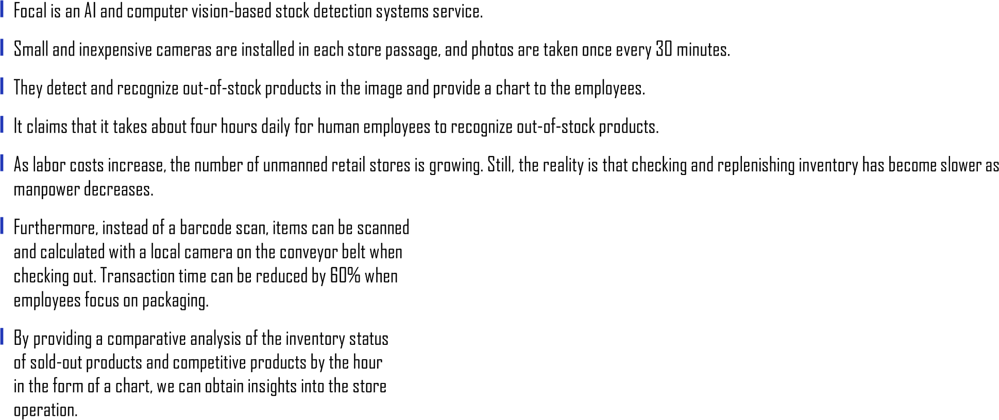 Focal is an AI and computer vision-based stock detection systems service.
Small and inexpensive cameras are installed in each store passage, and photos are taken once every 30 minutes.
They detect and recognize out-of-stock products in the image and provide a chart to the employees.
It claims that it takes about four hours daily for human employees to recognize out-of-stock products.
As labor costs increase, the number of unmanned retail stores is growing. Still, the reality is that checking and replenishing inventory has become slower as
manpower decreases.
Furthermore, instead of a barcode scan, items can be scanned
and calculated with a local camera on the conveyor belt when
checking out. Transaction time can be reduced by 60% when
employees focus on packaging.
By providing a comparative analysis of the inventory status
of sold-out products and competitive products by the hour
in the form of a chart, we can obtain insights into the store
operation.